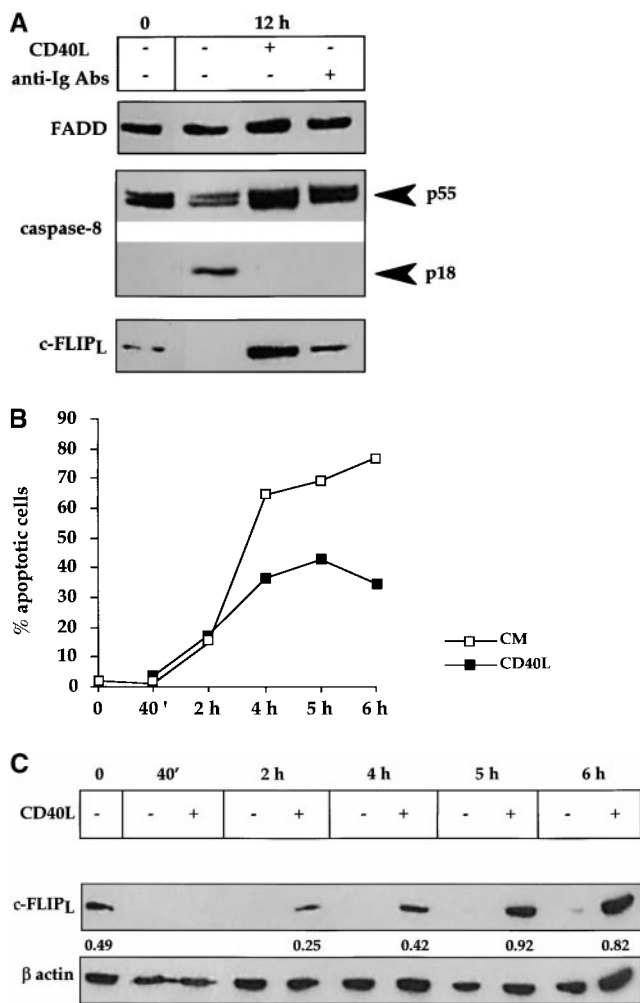 A
0 12 h
CD40L - - + -
anti-Ig Abs - - - +
FADD
caspase-8
p55
p18
c-FLIPL
B
% apoptotic cells
90
80
70
60
50
40
30
20
10
0
0 40 ' 2 h 4 h 5 h 6 h
CM
CD40L
C
0 40′ 2 h 4 h 5 h 6 h
CD40L - - + - + - + - + - +
c-FLIPL
0.49 0.25 0.42 0.92 0.82
β actin